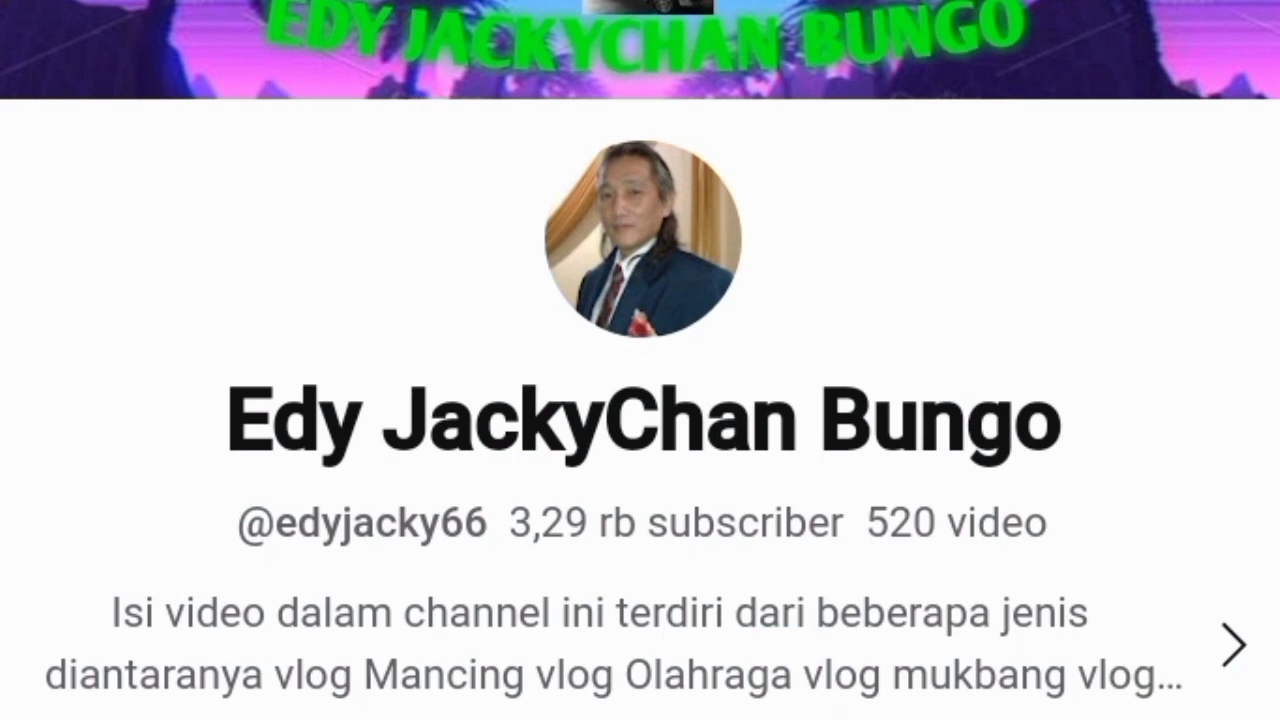 EDY JACKYCHAN BUNGO
Edy JackyChan Bungo
@edyjacky66 3,29 rb subscriber 520 video
Isi video dalam channel ini terdiri dari beberapa jenis
diantaranya vlog Mancing vlog Olahraga vlog mukbang vlog...